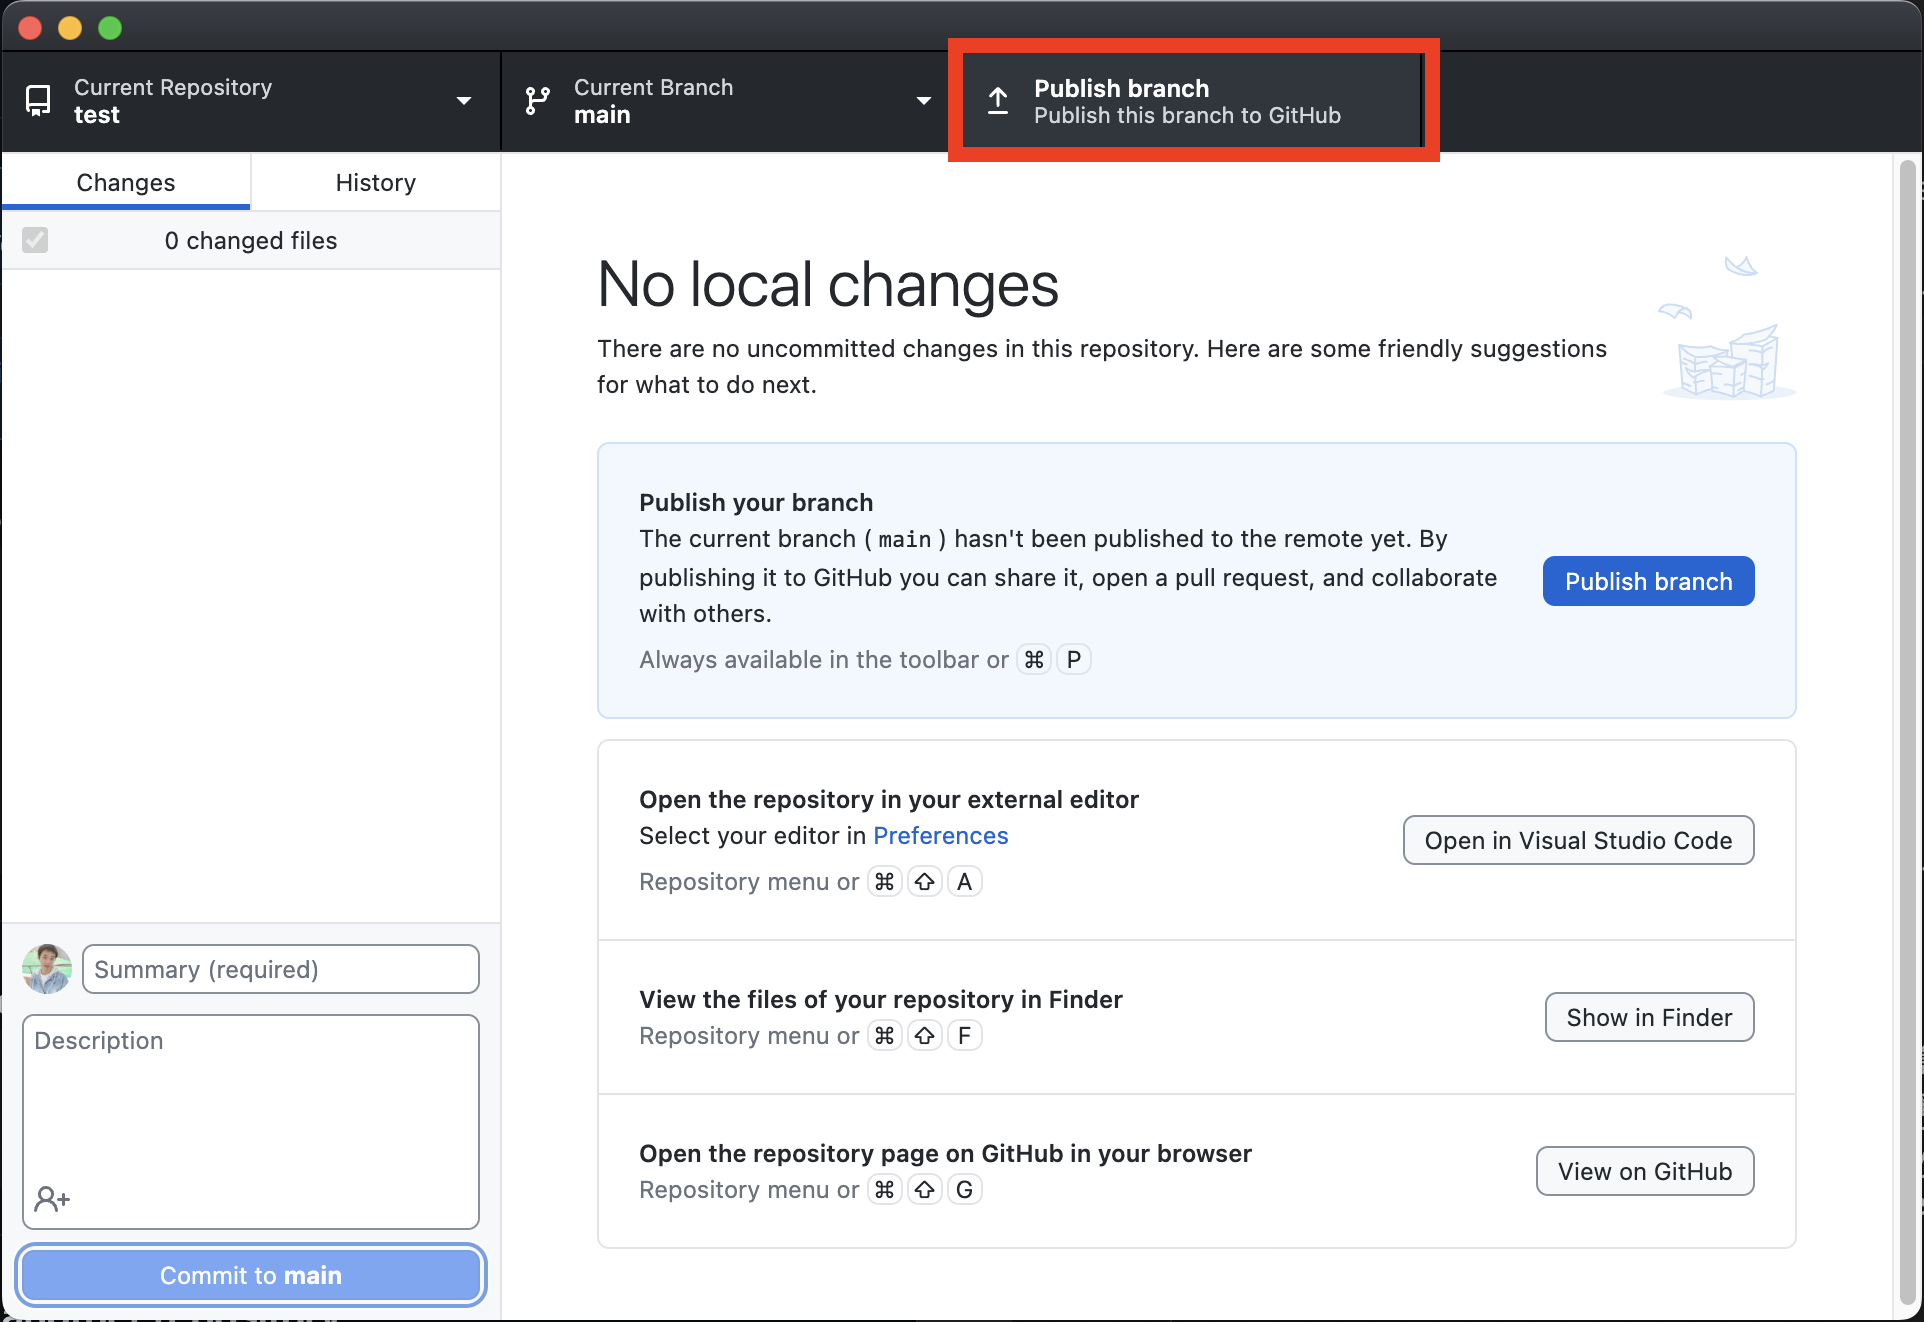 Current Repository
test
Current Branch
main
Publish branch
Publish this branch to GitHub
Changes
History
0 changed files
No local changes
There are no uncommitted changes in this repository. Here are some friendly suggestions
for what to do next.
Publish your branch
The current branch ( main ) hasn't been published to the remote yet. By
publishing it to GitHub you can share it, open a pull request, and collaborate
with others.
Always available in the toolbar or ⌘ P
Publish branch
Open the repository in your external editor
Select your editor in Preferences
Repository menu or ⌘ ⇧ A
Open in Visual Studio Code
View the files of your repository in Finder
Repository menu or ⌘ ⇧ F
Show in Finder
Open the repository page on GitHub in your browser
Repository menu or ⌘ ⇧ G
View on GitHub
Summary (required)
Description
Commit to main